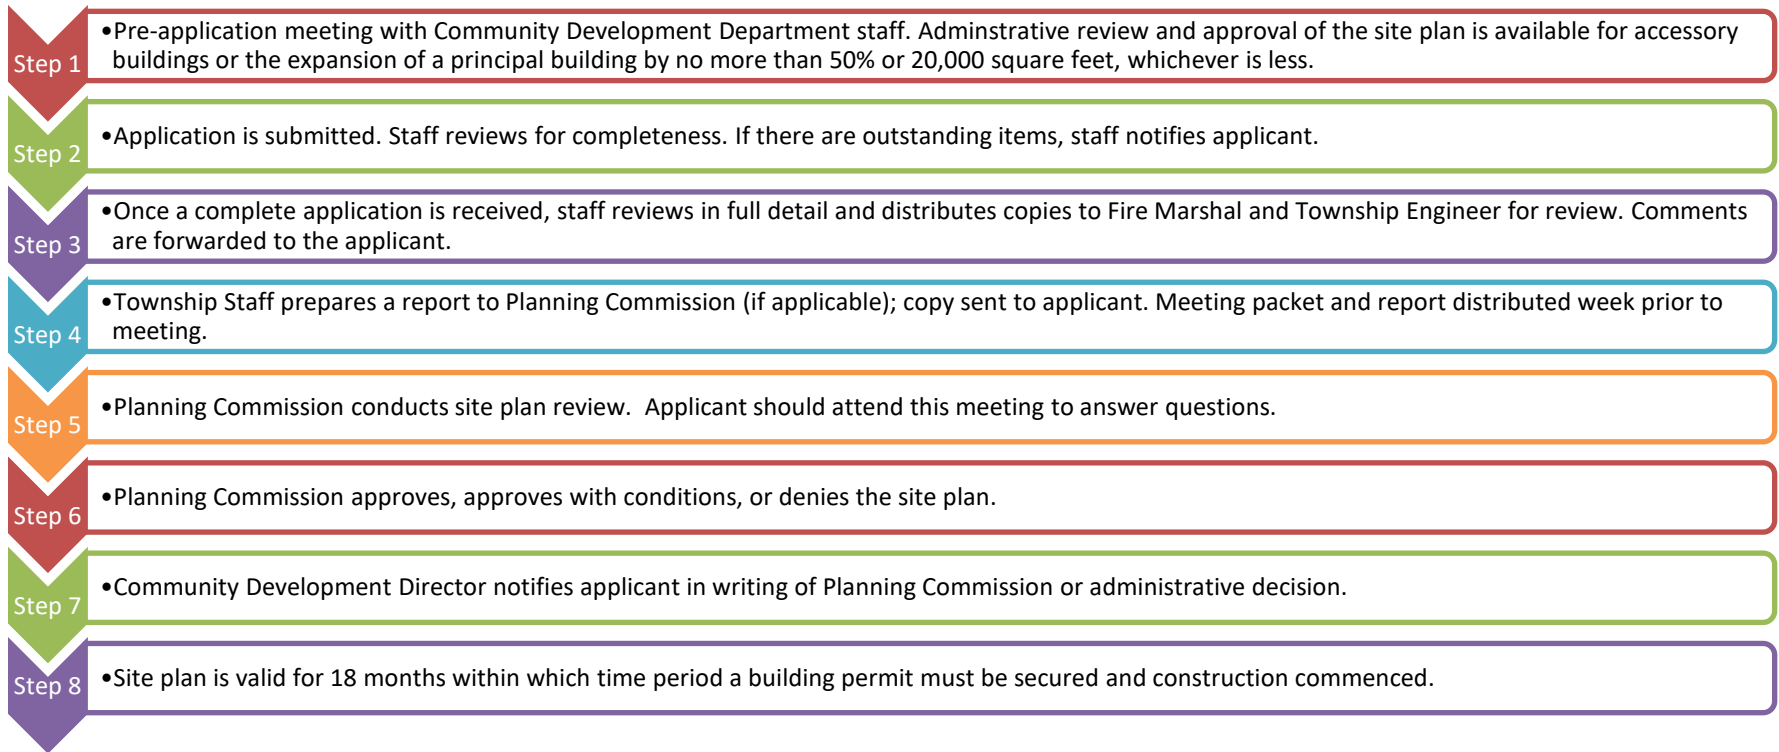 Step 1
•Pre-application meeting with Community Development Department staff. Adminstrative review and approval of the site plan is available for accessory
buildings or the expansion of a principal building by no more than 50% or 20,000 square feet, whichever is less.
Step 2
•Application is submitted. Staff reviews for completeness. If there are outstanding items, staff notifies applicant.
Step 3
•Once a complete application is received, staff reviews in full detail and distributes copies to Fire Marshal and Township Engineer for review. Comments
are forwarded to the applicant.
Step 4
•Township Staff prepares a report to Planning Commission (if applicable); copy sent to applicant. Meeting packet and report distributed week prior to
meeting.
Step 5
•Planning Commission conducts site plan review.  Applicant should attend this meeting to answer questions.
Step 6
•Planning Commission approves, approves with conditions, or denies the site plan.
Step 7
•Community Development Director notifies applicant in writing of Planning Commission or administrative decision.
Step 8
•Site plan is valid for 18 months within which time period a building permit must be secured and construction commenced.